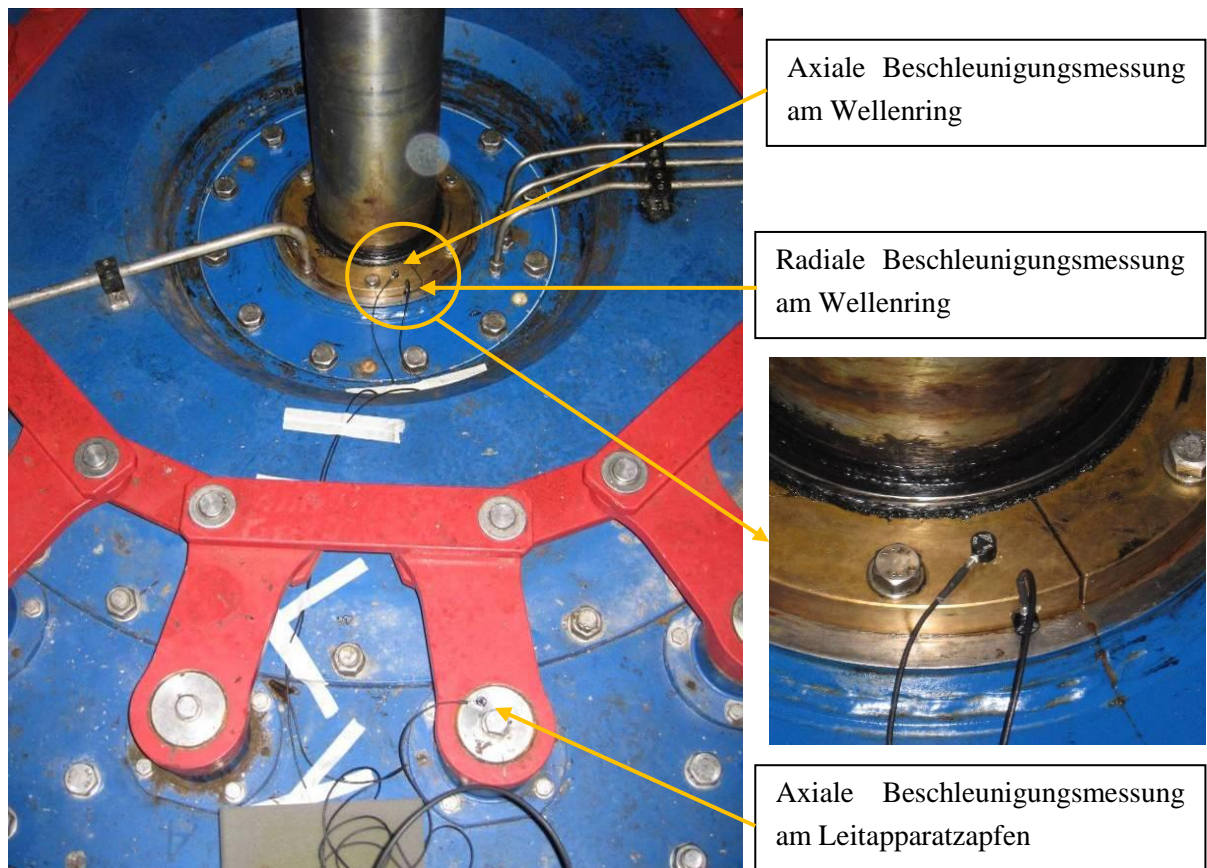 Axiale Beschleunigungsmessung
am Wellenring
Radiale Beschleunigungsmessung
am Wellenring
Axiale Beschleunigungsmessung
am Leitapparatzapfen